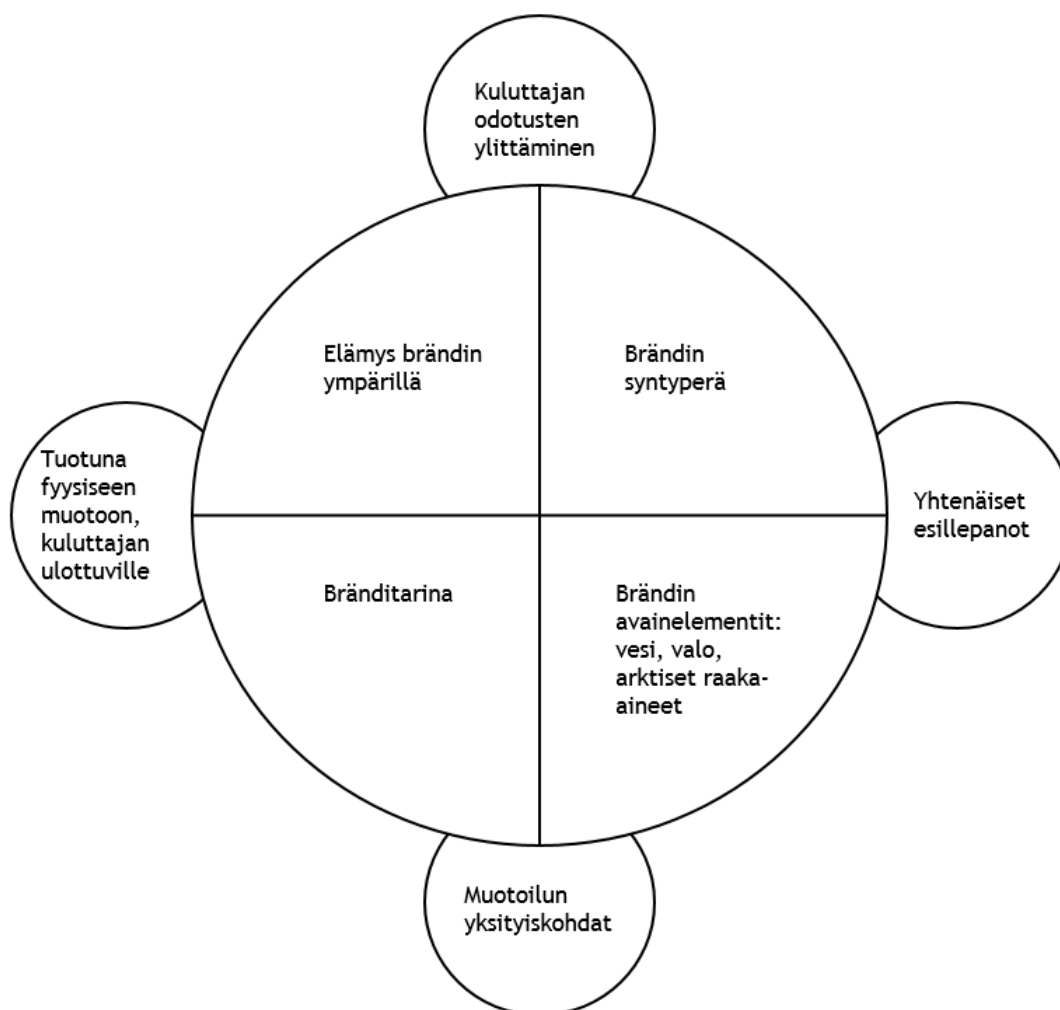 Kuluttajan
odotusten
ylittäminen
Elämys brändin
ympärillä
Brändin
syntyperä
Tuotuna
fyysiseen
muotoon,
kuluttajan
ulottuville
Yhtenäiset
esillepanot
Bränditarina
Brändin
avainelementit:
vesi, valo,
arktiset raaka-
aineet
Muotoilun
yksityiskohdat